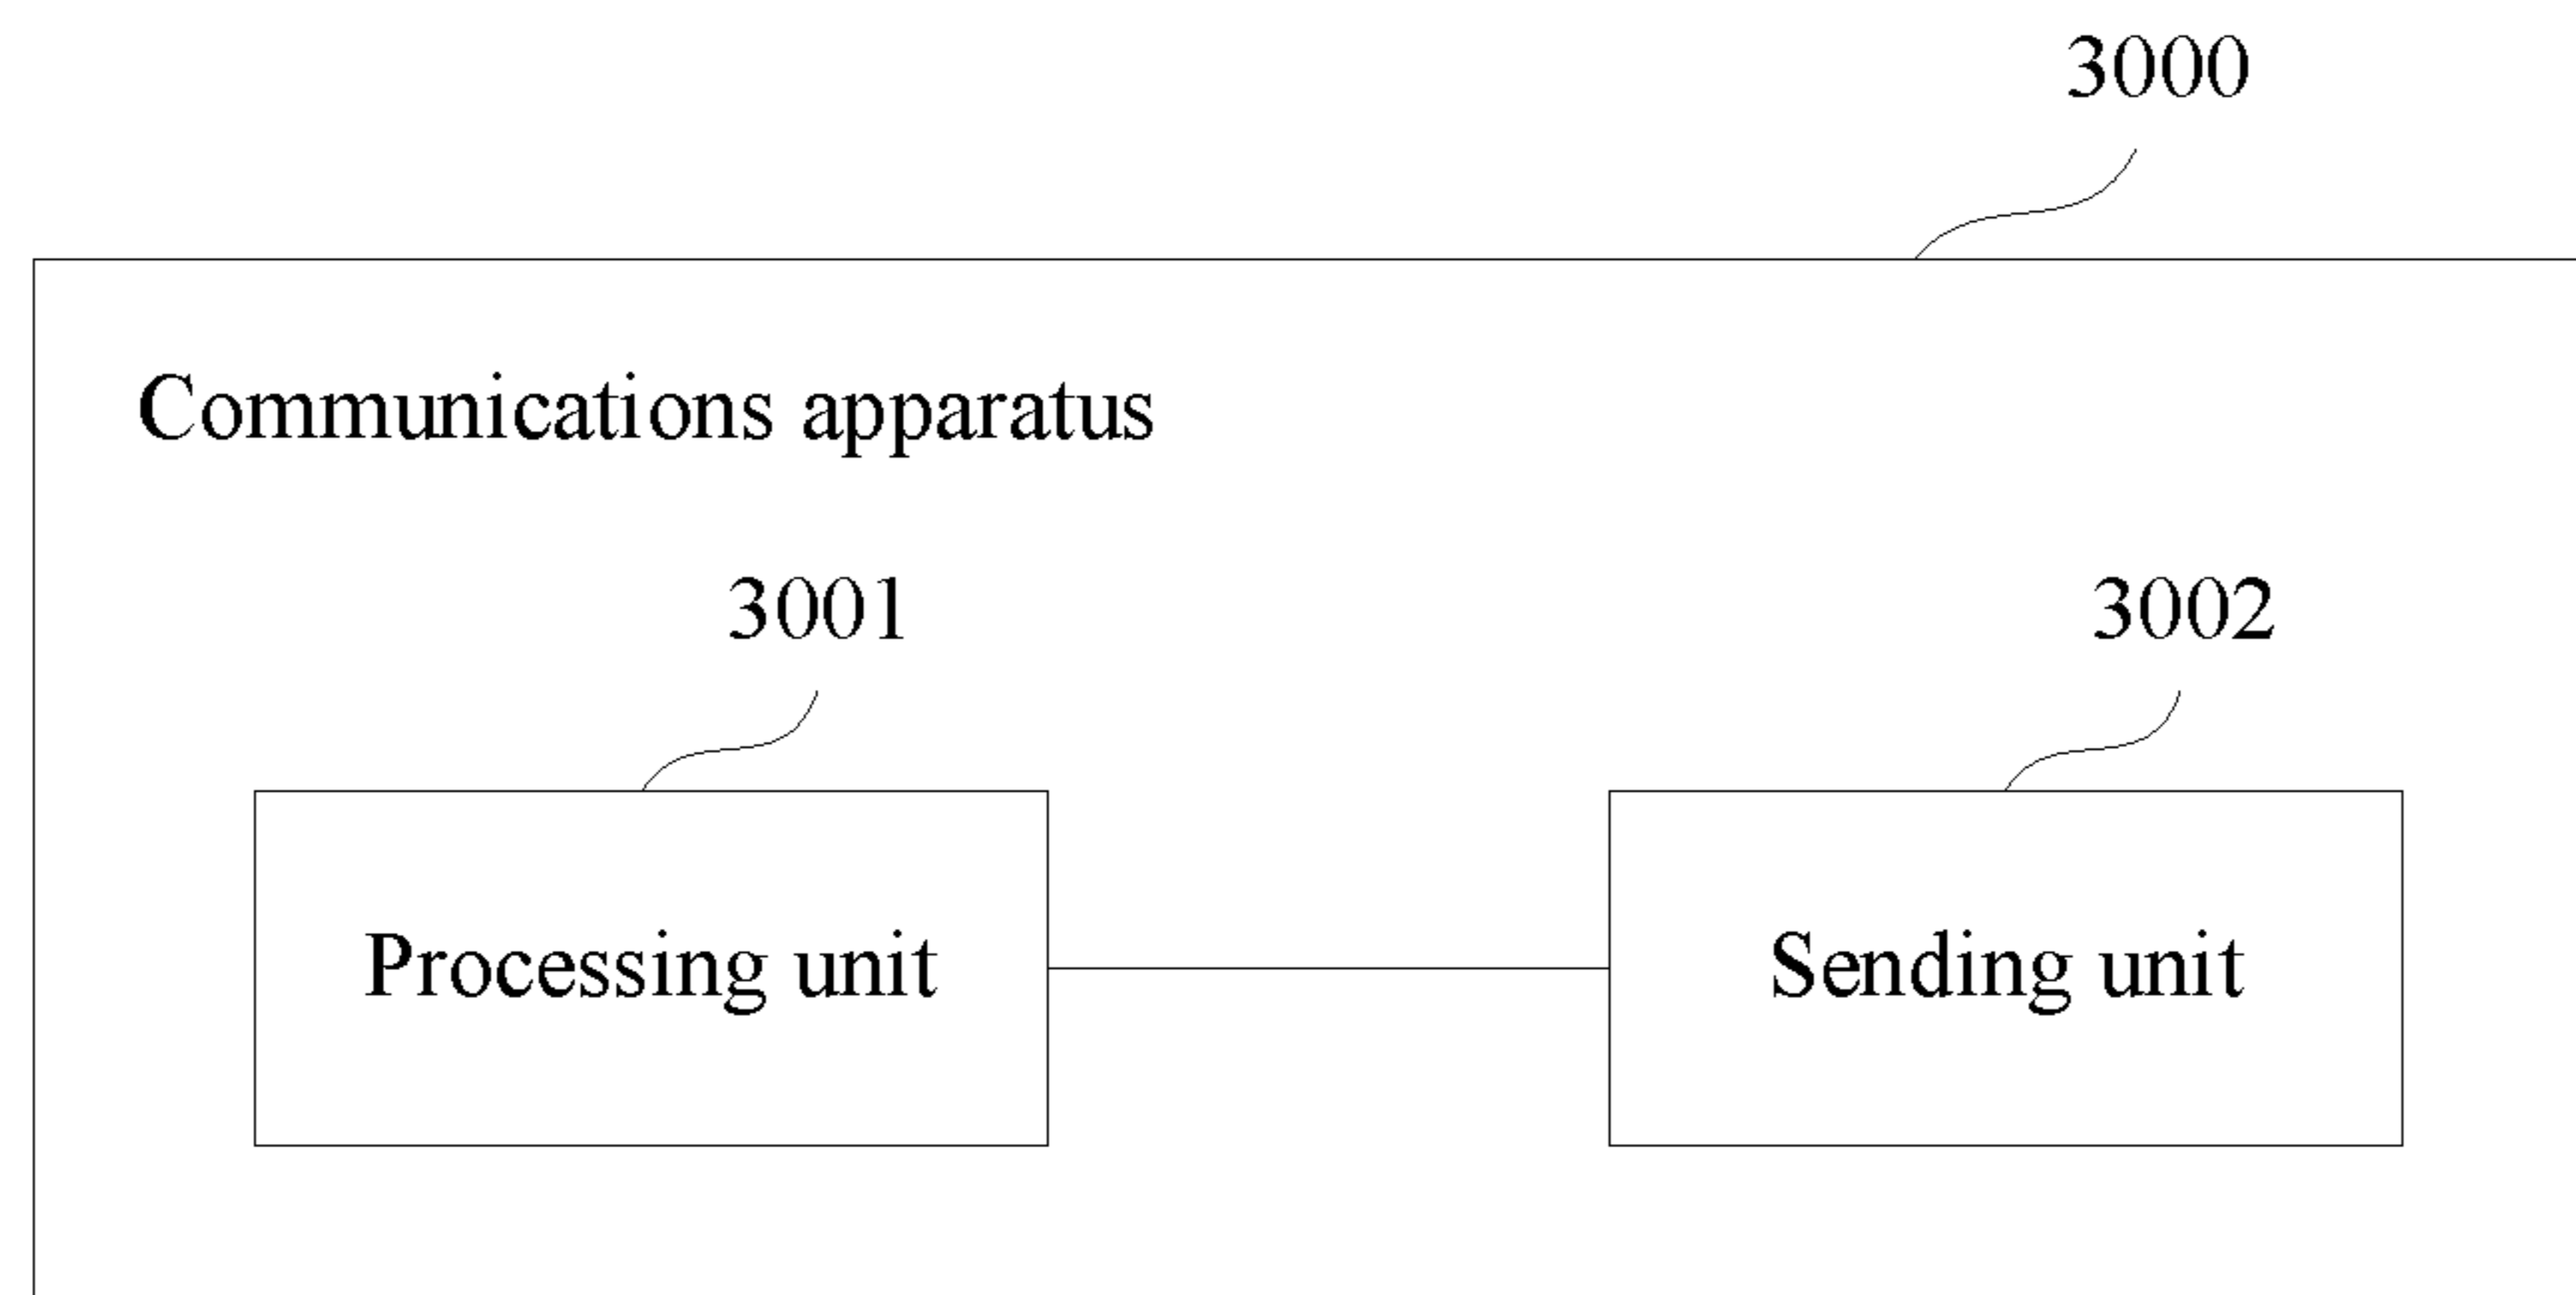 3000
Communications apparatus
3001
3002
Processing unit
Sending unit